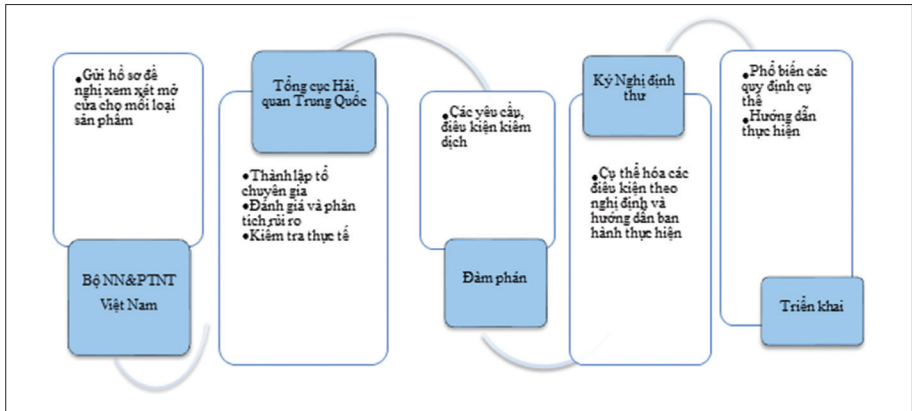 •Gửi hồ sơ đề
nghị xem xét mở
cửa cho mỗi loại
sản phẩm
Bộ NN&PTNT
Việt Nam
Tổng cục Hải
quan Trung Quốc
•Thành lập tổ
chuyên gia
•Đánh giá và phân
tích rủi ro
•Kiểm tra thực tế
•Các yêu cầu,
điều kiện kiểm
dịch
Đàm phán
Ký Nghị định
thư
•Cụ thể hóa các
điều kiện theo
nghị định và
hướng dẫn ban
hành thực hiện
•Phổ biến các
quy định cụ
thể
•Hướng dẫn
thực hiện
Triển khai